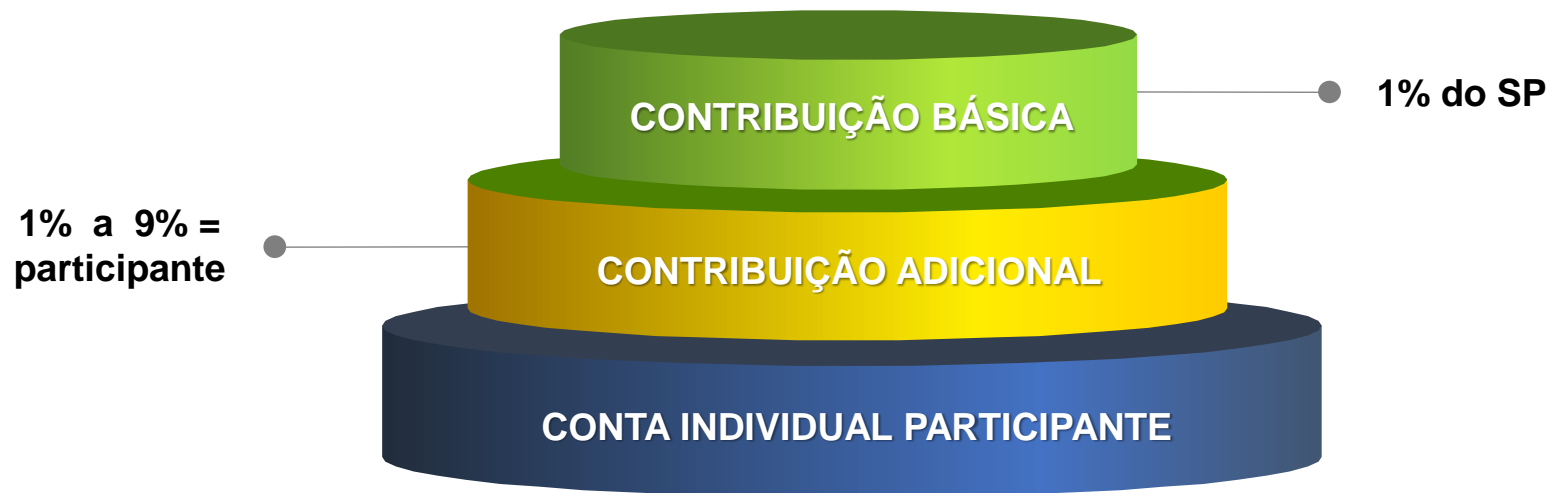 CONTRIBUIÇÃO BÁSICA
1% do SP
1% a 9% =
participante
CONTRIBUIÇÃO ADICIONAL
CONTA INDIVIDUAL PARTICIPANTE